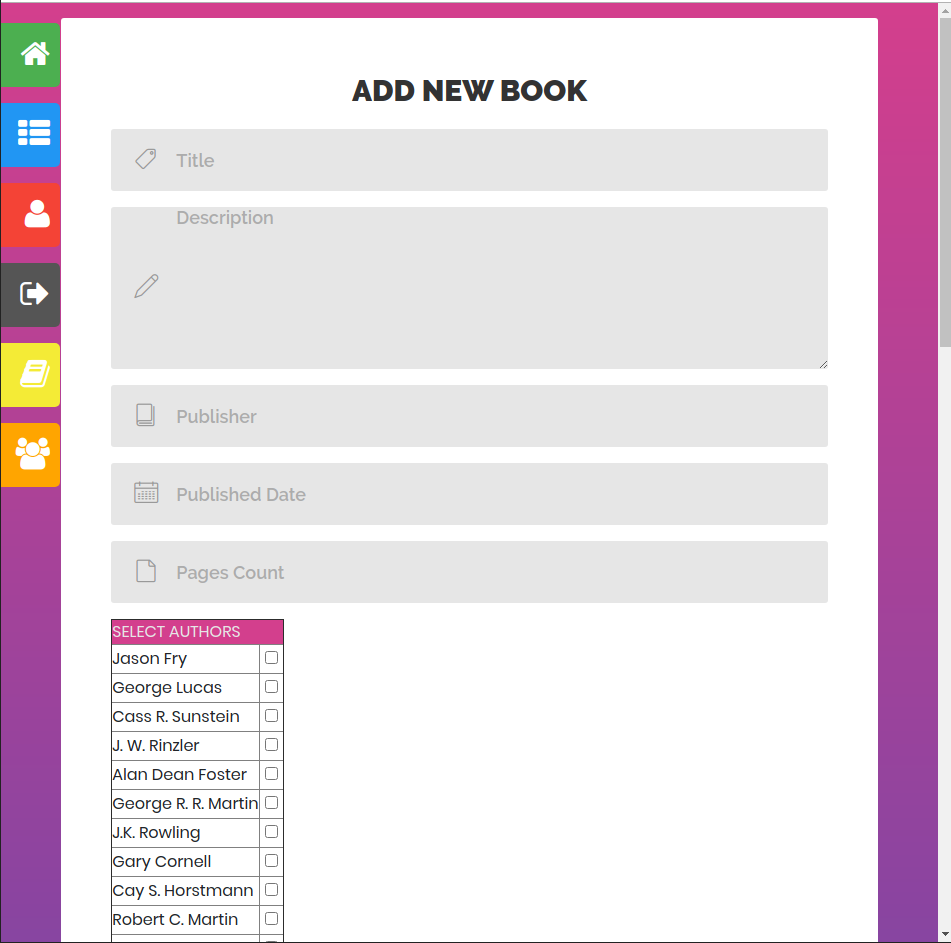 ADD NEW BOOK
Title
Description
Publisher
Published Date
Pages Count
SELECT AUTHORS
Jason Fry
George Lucas
Cass R. Sunstein
J. W. Rinzler
Alan Dean Foster
George R. R. Martin
J.K. Rowling
Gary Cornell
Cay S. Horstmann
Robert C. Martin